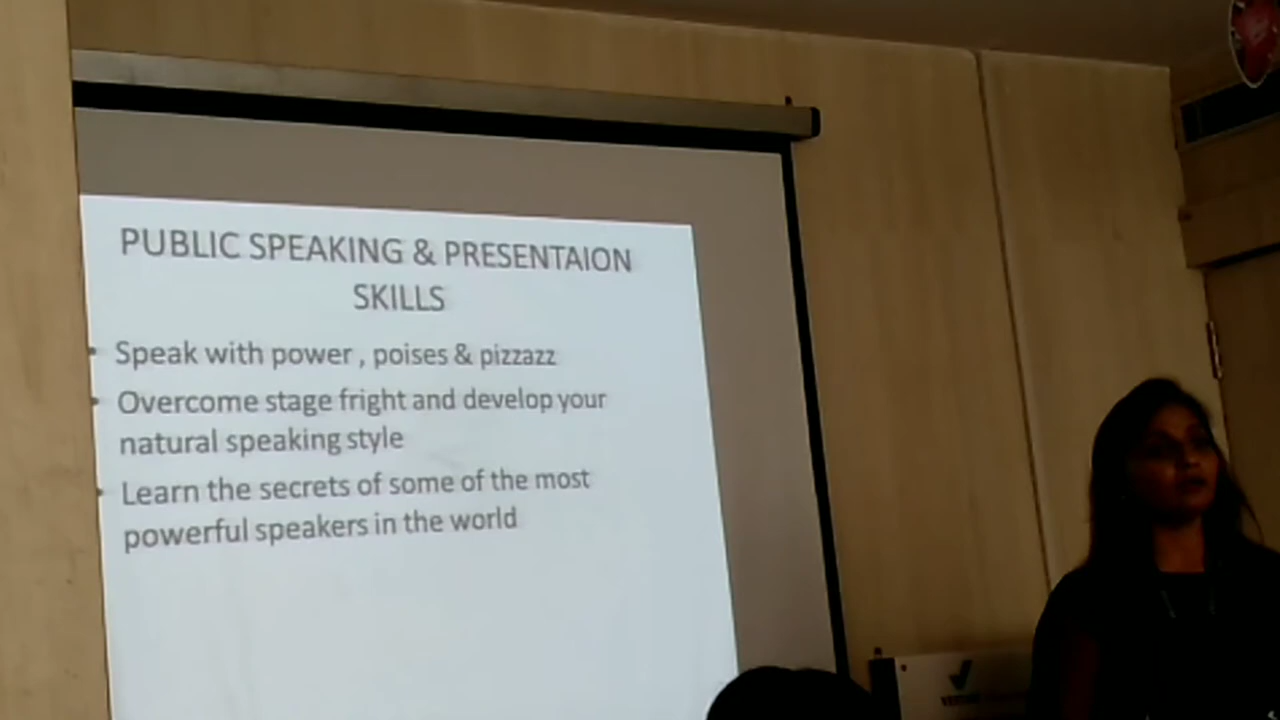 PUBLIC SPEAKING & PRESENTAION
SKILLS
• Speak with power , poises & pizzazz
• Overcome stage fright and develop your
natural speaking style
• Learn the secrets of some of the most
powerful speakers in the world